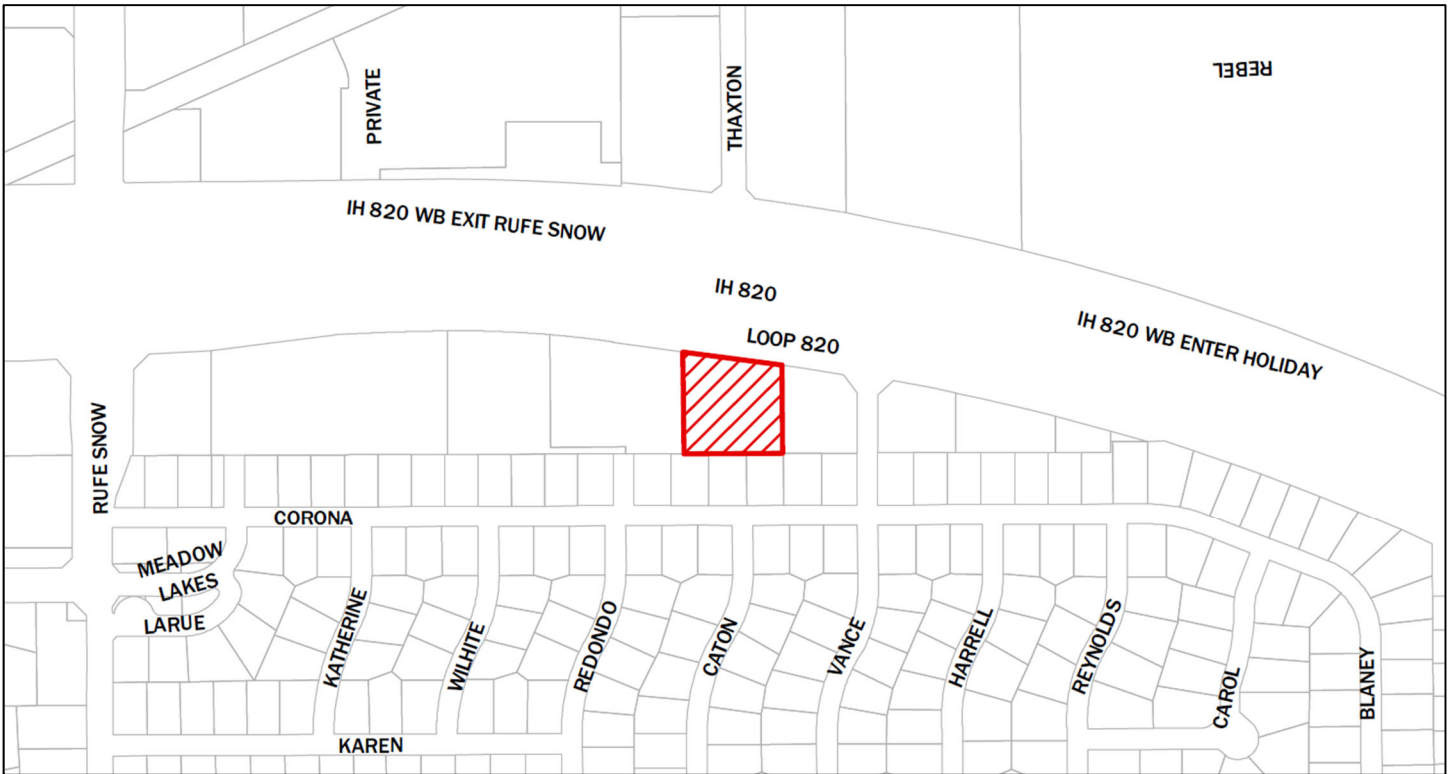 REBEL
PRIVATE
THAXTON
IH 820 WB EXIT RUFE SNOW
IH 820
LOOP 820
IH 820 WB ENTER HOLIDAY
RUFE SNOW
CORONA
MEADOW
LAKES
LARUE
KATHERINE
WILHITE
REDONDO
CATON
VANCE
HARRELL
REYNOLDS
CAROL
BLANEY
KAREN